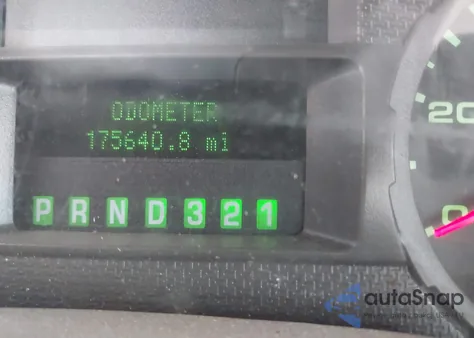 ODOMETER
175640.8 mi
P R N D 3 2 1
20
0
autoSnap